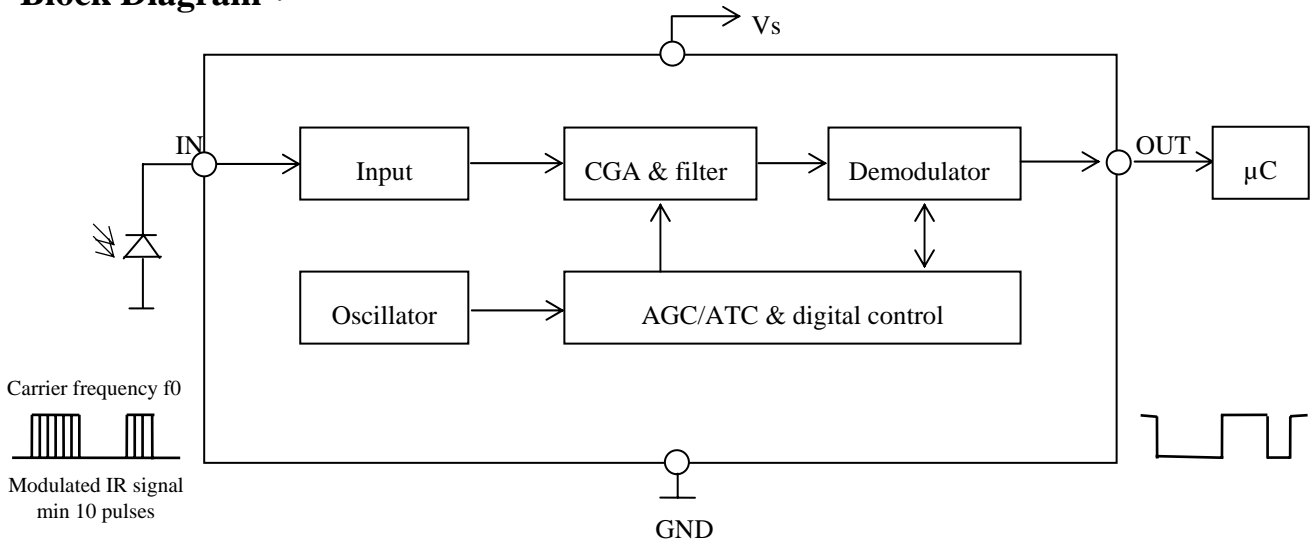 Block Diagram :
Vs
IN
OUT
Input
CGA & filter
Demodulator
µC
Oscillator
AGC/ATC & digital control
Carrier frequency f0
Modulated IR signal
min 10 pulses
GND